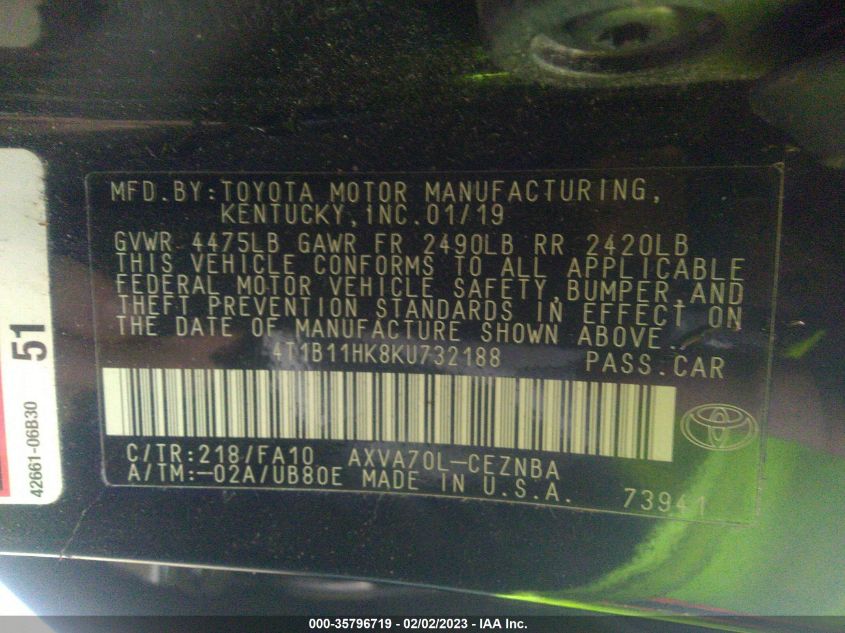 MFD.BY:TOYOTA MOTOR MANUFACTURING,
KENTUCKY,INC.01/19
GVWR 4475LB GAWR FR 2490LB RR 2420LB
THIS VEHICLE CONFORMS TO ALL APPLICABLE
FEDERAL MOTOR VEHICLE SAFETY,BUMPER,AND
THEFT PREVENTION STANDARDS IN EFFECT ON
THE DATE OF MANUFACTURE SHOWN ABOVE.
4T1B11HK8KU732188 PASS.CAR
C/TR:218/FA10 AXVA70L-CEZNBA
A/TM:-02A/UB80E MADE IN U.S.A.
73941
51
42661-06B30
000-35796719 - 02/02/2023 - IAA Inc.